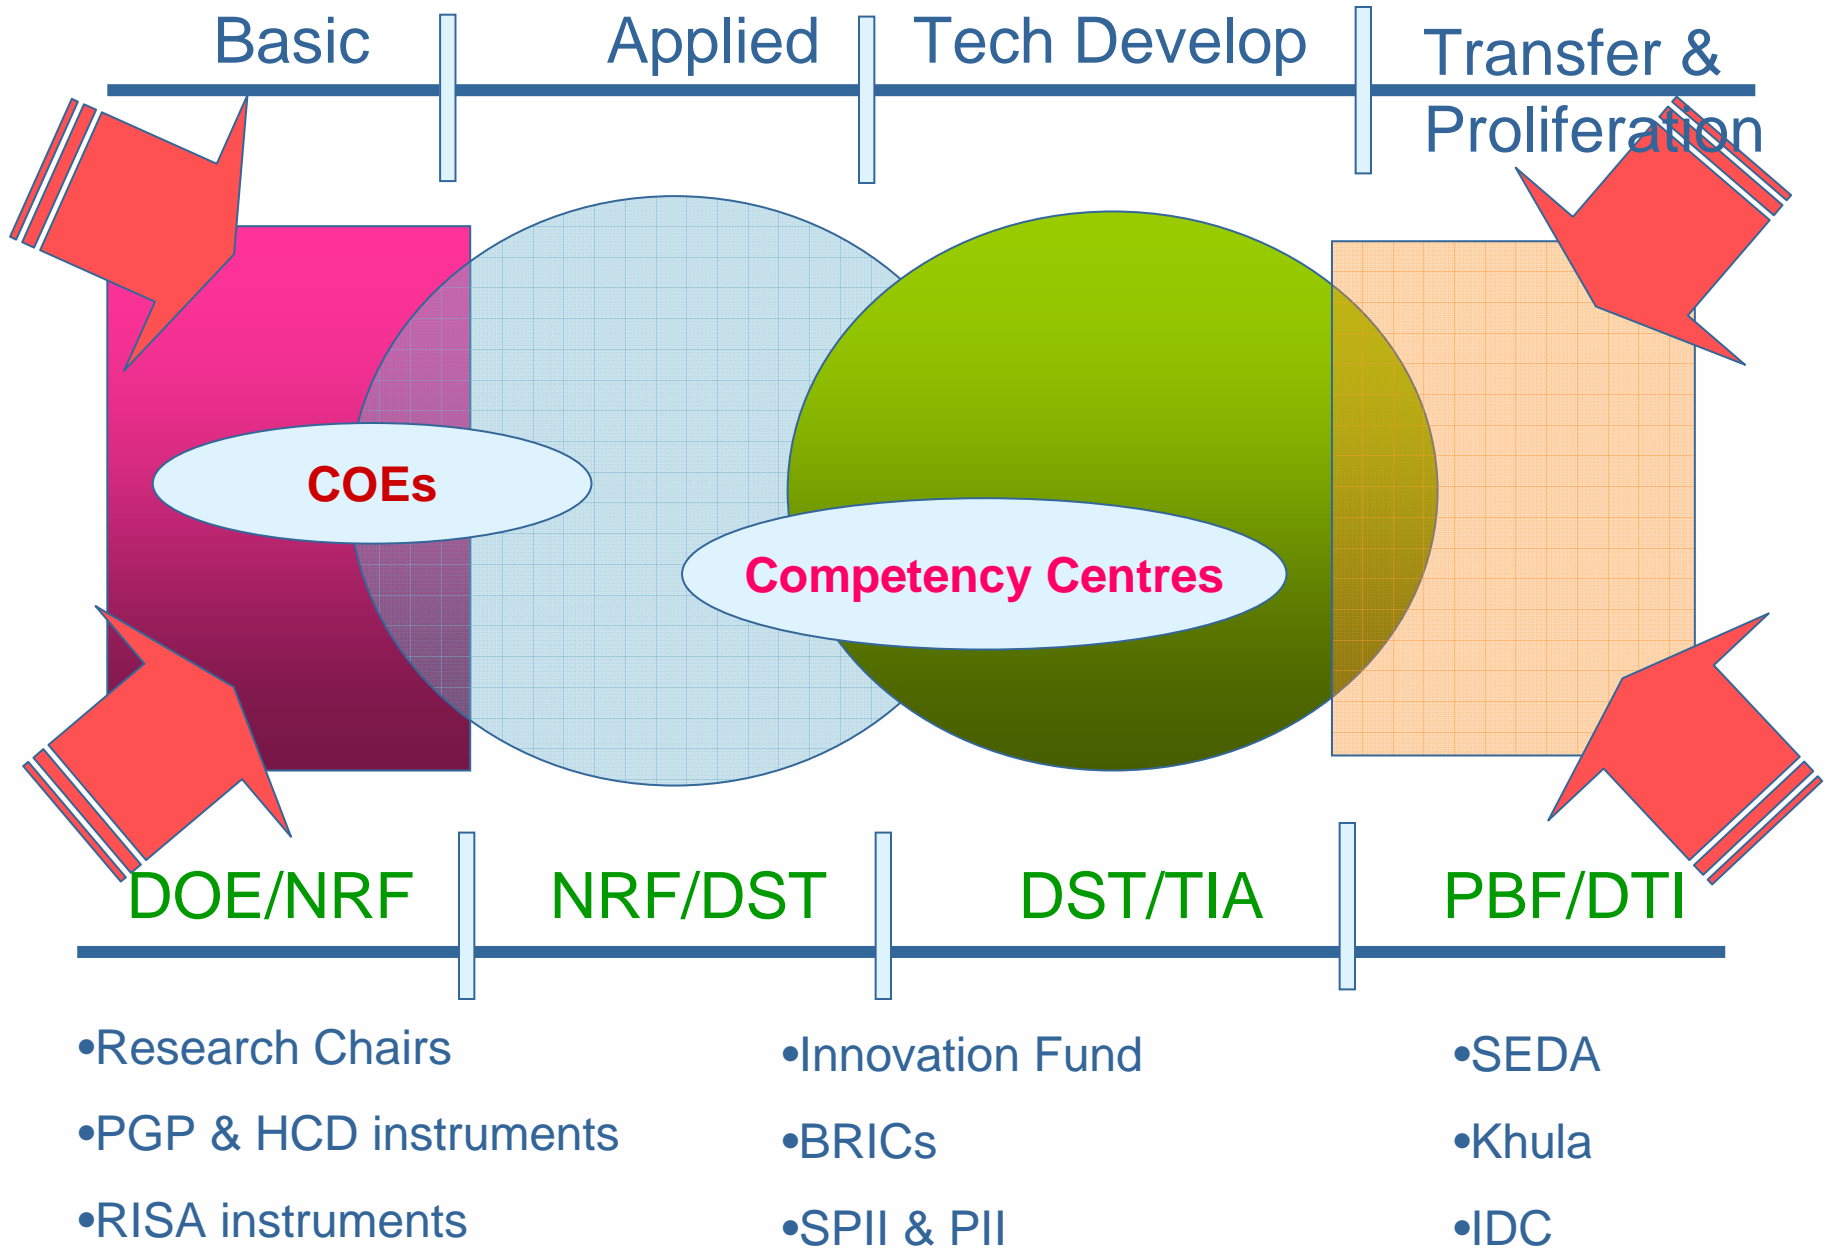 Basic
Applied
Tech Develop
Transfer &
Proliferation
COEs
Competency Centres
DOE/NRF
NRF/DST
DST/TIA
PBF/DTI
•Research Chairs
•PGP & HCD instruments
•RISA instruments
•Innovation Fund
•BRICs
•SPII & PII
•SEDA
•Khula
•IDC